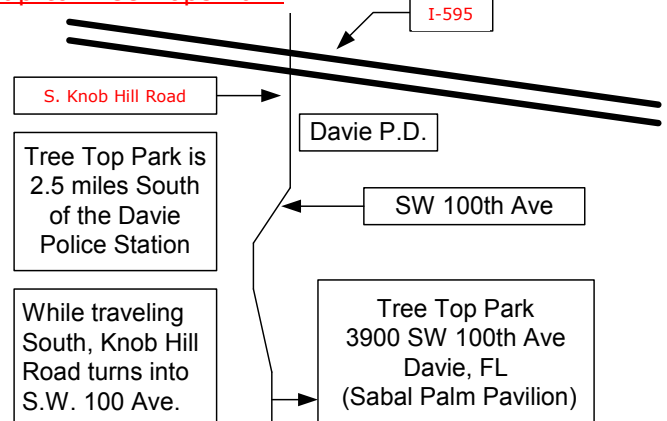 I-595
S. Knob Hill Road
Davie P.D.
Tree Top Park is
2.5 miles South
of the Davie
Police Station
SW 100th Ave
While traveling
South, Knob Hill
Road turns into
S.W. 100 Ave.
Tree Top Park
3900 SW 100th Ave
Davie, FL
(Sabal Palm Pavilion)